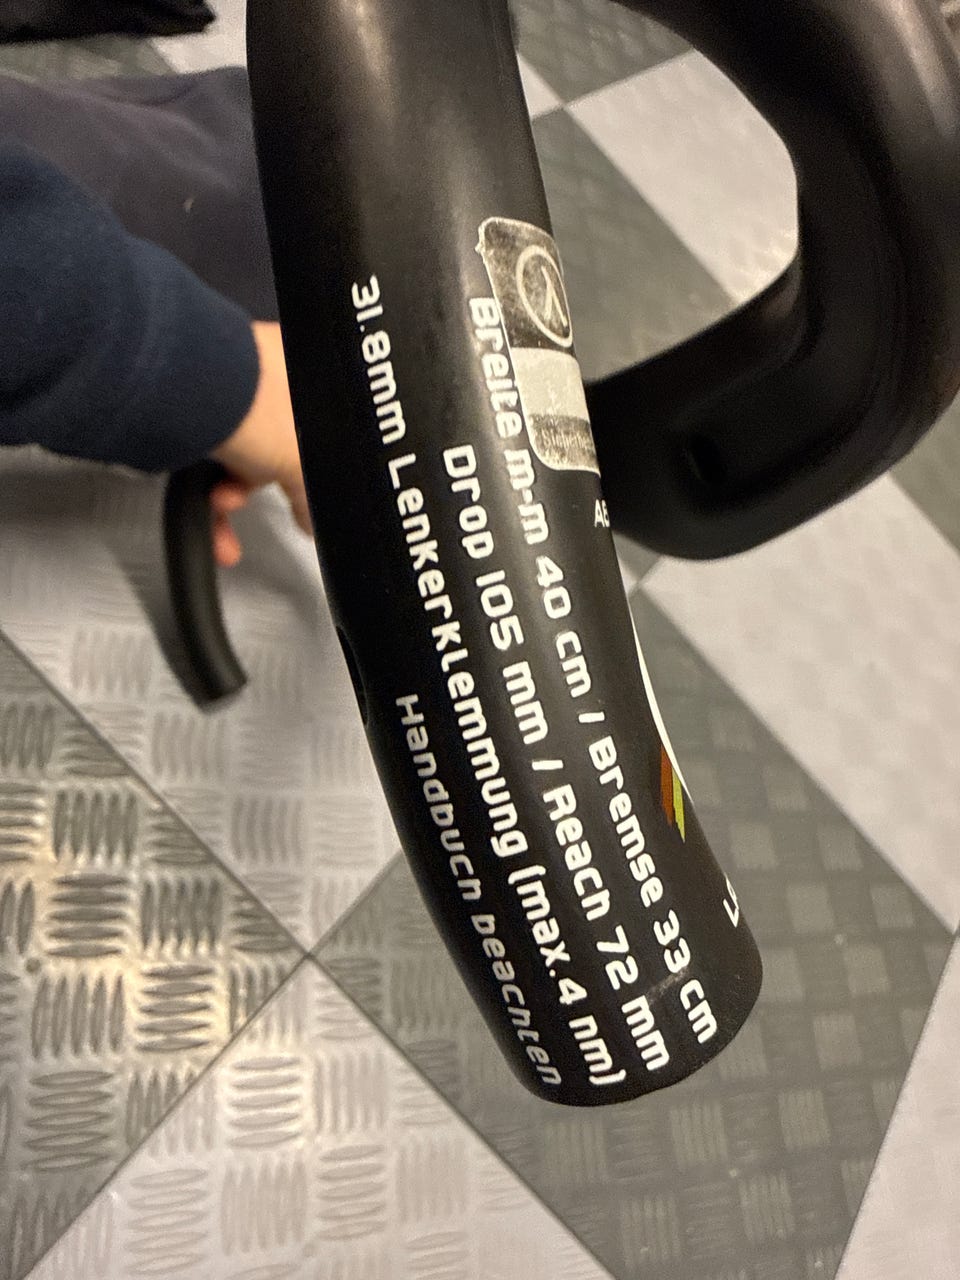 Breite m-m 40 cm / Bremse 33 cm
Drop 105 mm / Reach 72 mm
31.8mm Lenkerklemmung (max.4 nm)
Handbuch beachten